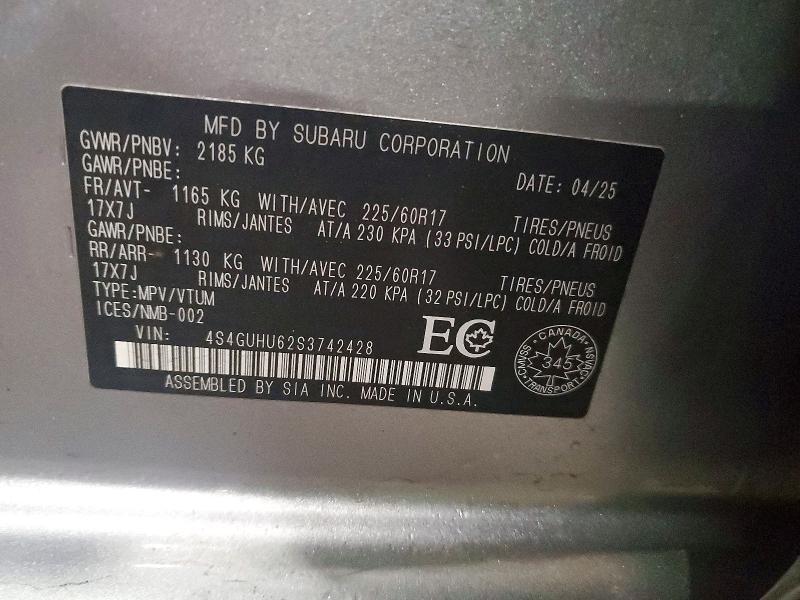 MFD BY SUBARU CORPORATION
GVWR/PNBV: 2185 KG DATE: 04/25
GAWR/PNBE:
FR/AVT- 1165 KG WITH/AVEC 225/60R17 TIRES/PNEUS
17X7J RIMS/JANTES AT/A 230 KPA (33 PSI/LPC) COLD/A FROID
GAWR/PNBE:
RR/ARR- 1130 KG WITH/AVEC 225/60R17 TIRES/PNEUS
17X7J RIMS/JANTES AT/A 220 KPA (32 PSI/LPC) COLD/A FROID
TYPE:MPV/VTUM
ICES/NMB-002
VIN: 4S4GUHU62S3742428
EC
CANADA
CMVSS NSVAC
345
TRANSPORT
ASSEMBLED BY SIA INC. MADE IN U.S.A.